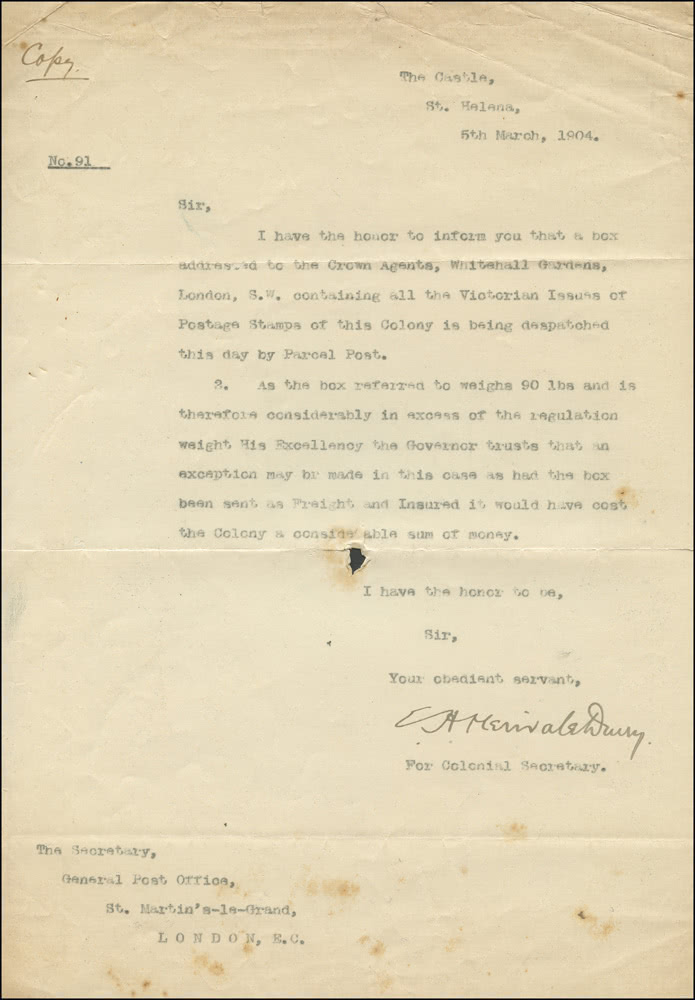 Copy.
The Castle,
St. Helena,
5th March, 1904.
No.91
Sir,
I have the honor to inform you that a box
addressed to the Crown Agents, Whitehall Gardens,
London, S.W. containing all the Victorian Issues of
Postage Stamps of this Colony is being despatched
this day by Parcel Post.
2. As the box referred to weighs 90 lbs and is
therefore considerably in excess of the regulation
weight His Excellency the Governor trusts that an
exception may br made in this case as had the box
been sent as Freight and Insured it would have cost
the Colony a conside able sum of money.
I have the honor to be,
Sir,
Your obedient servant,
Drury.
For Colonial Secretary.
The Secretary,
General Post Office,
St. Martin's-le-Grand,
LONDON, E.C.